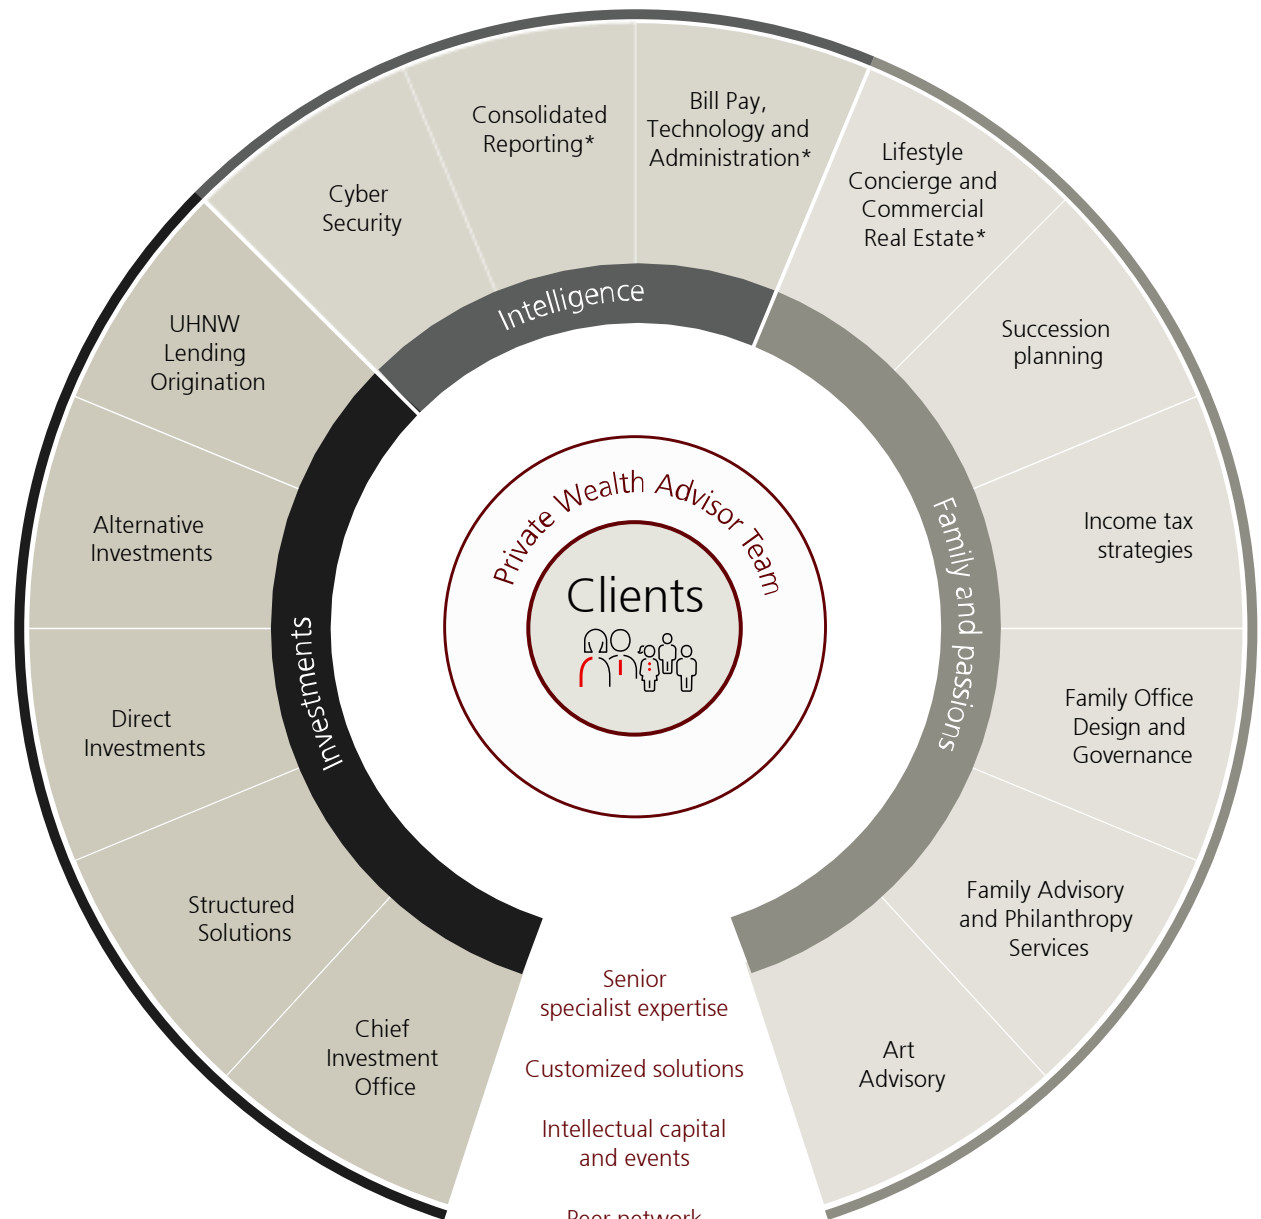 Bill Pay,
Technology and
Administration*
Consolidated
Reporting*
Cyber
Security
Lifestyle
Concierge and
Commercial
Real Estate*
Intelligence
UHNW
Lending
Origination
Succession
planning
Alternative
Investments
Income tax
strategies
Private Wealth Advisor Team
Clients
Investments
Family and passions
Direct
Investments
Family Office
Design and
Governance
Structured
Solutions
Family Advisory
and Philanthropy
Services
Chief
Investment
Office
Art
Advisory
Senior
specialist expertise
Customized solutions
Intellectual capital
and events
Peer network